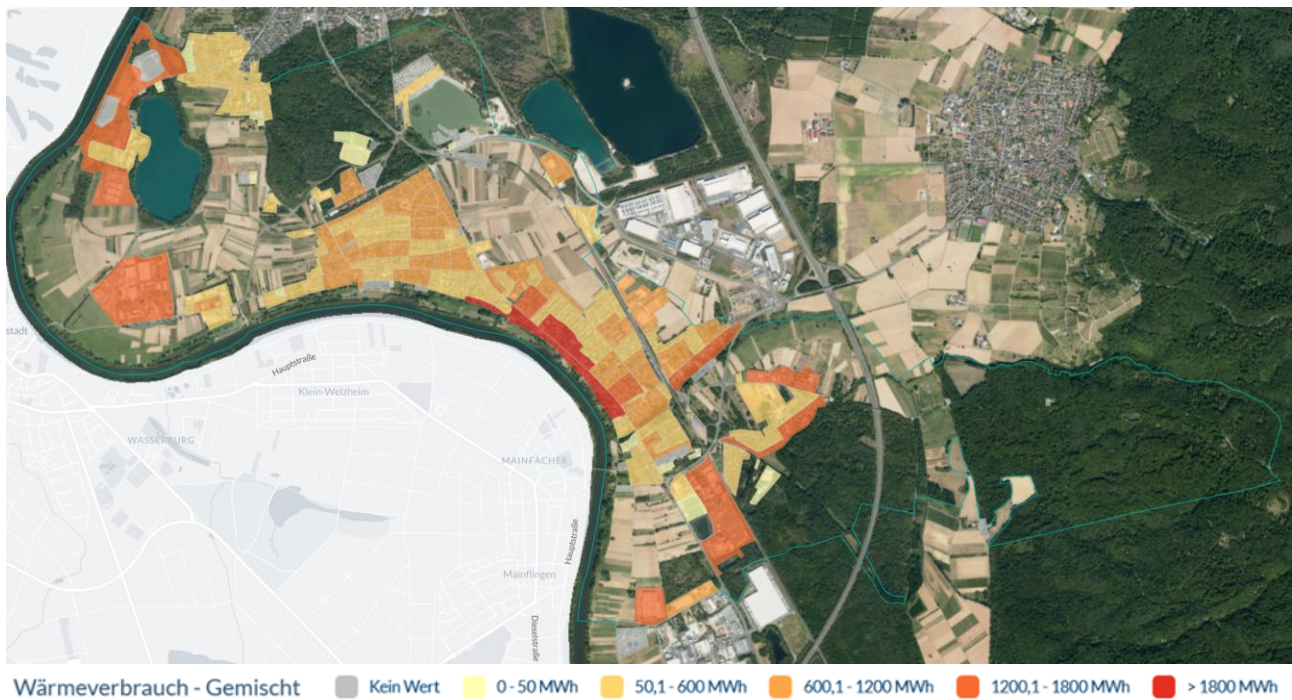 stadt
Hauptstraße
Klein-Welzheim
WASSERBURG
MAINFÄCHER
Hauptstraße
Mainflingen
Dieselstraße
Wärmeverbrauch - Gemischt Kein Wert 0 - 50 MWh 50,1 - 600 MWh 600,1 - 1200 MWh 1200,1 - 1800 MWh > 1800 MWh